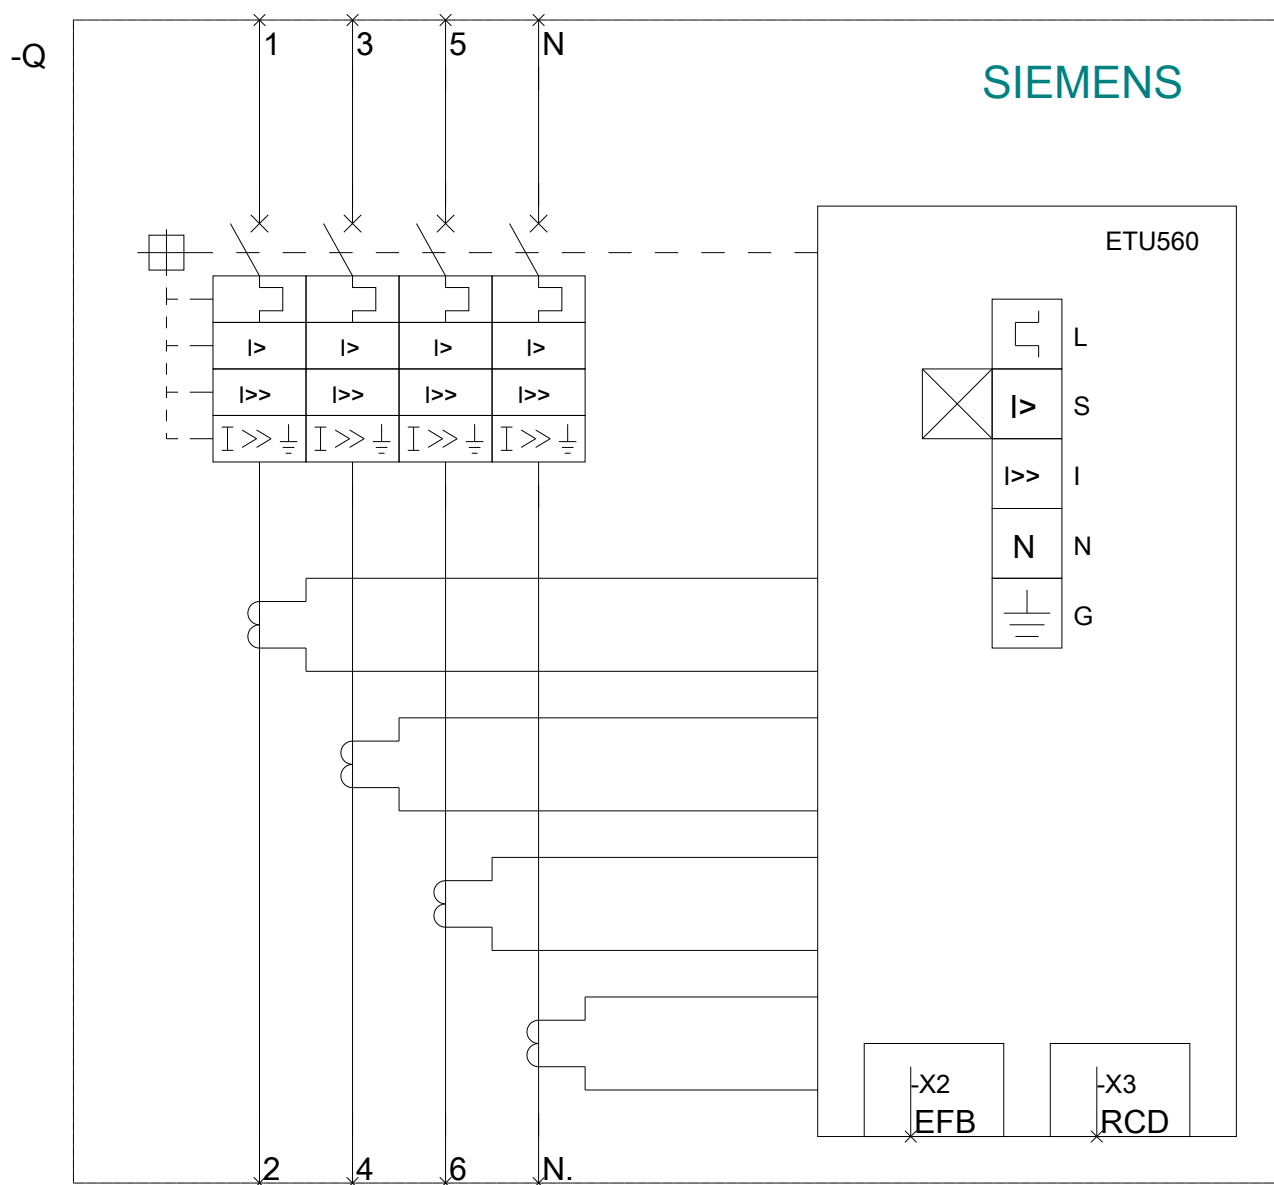 1 3 5 N
-Q
SIEMENS
ETU560
L
I> I> I> I>
I>> I>> I>> I>>
I>> I>> I>> I>>
I> S
I>> I
N N
G
-X2 -X3
EFB RCD
2 4 6 N.